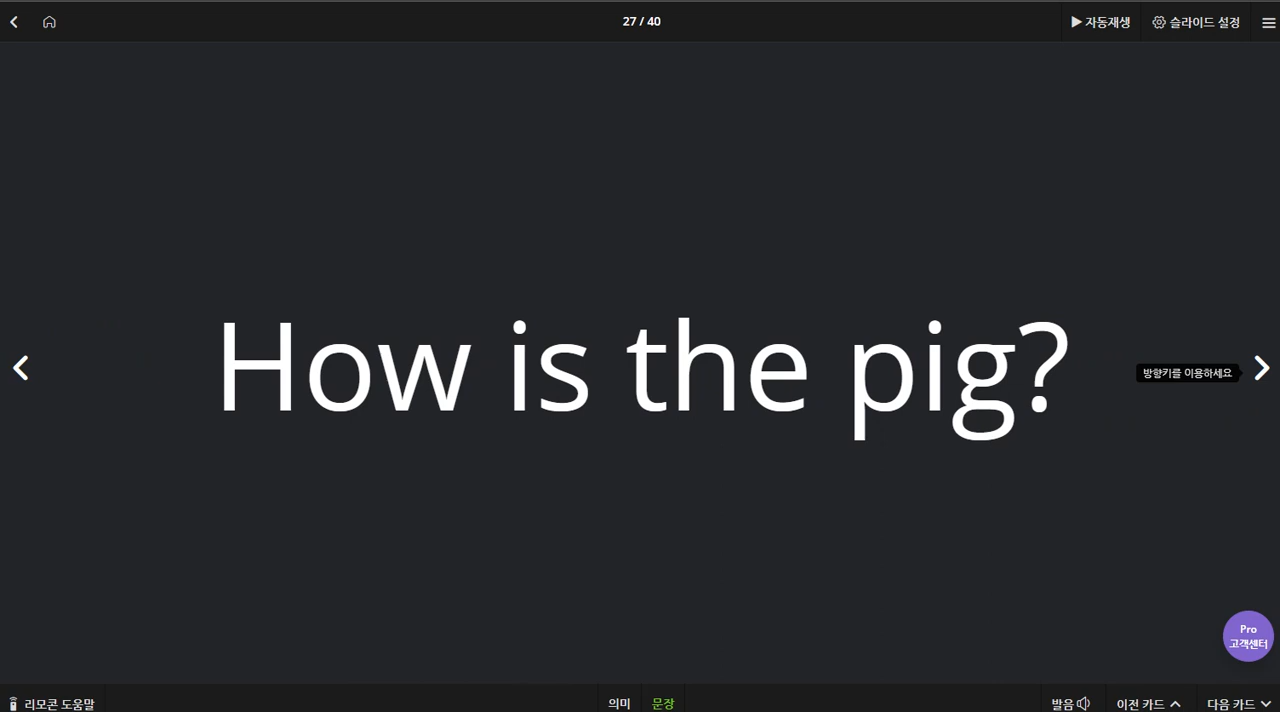 27 / 40
자동재생
슬라이드 설정
How is the pig?
방향키를 이용하세요
Pro
고객센터
리모콘 도움말
의미
문장
발음
이전 카드
다음 카드